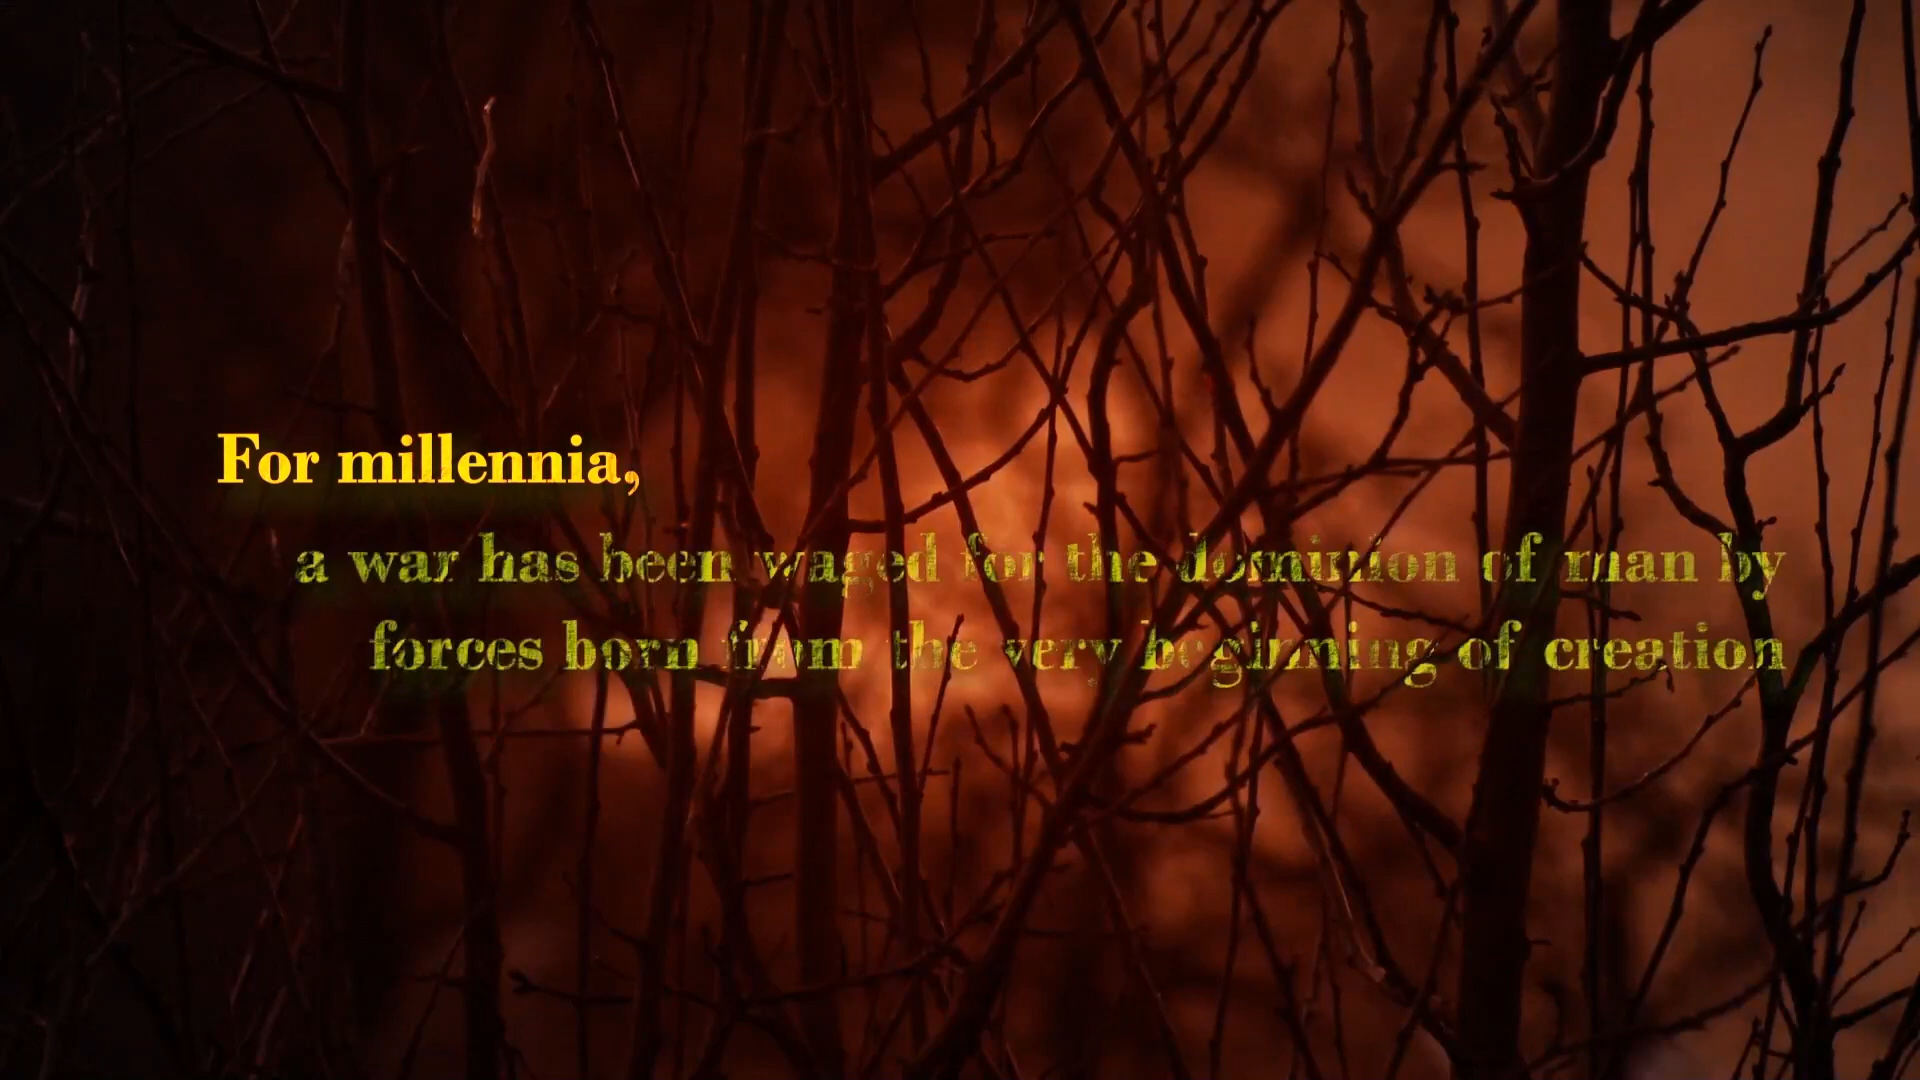 For millennia,
a war has been waged for the dominion of man by
forces born from the very beginning of creation